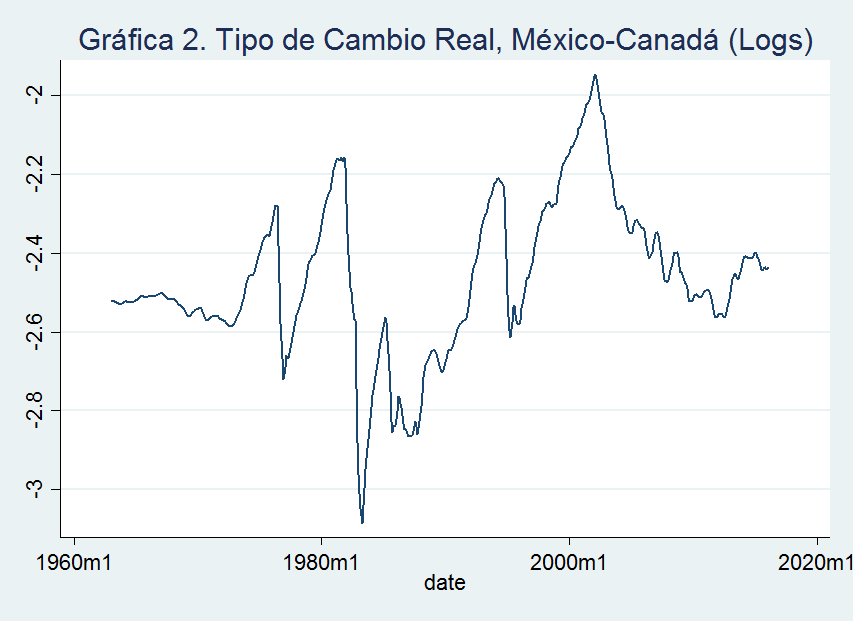 Gráfica 2. Tipo de Cambio Real, México-Canadá (Logs)
-2
-2.2
-2.4
-2.6
-2.8
-3
1960m1 1980m1 2000m1 2020m1
date